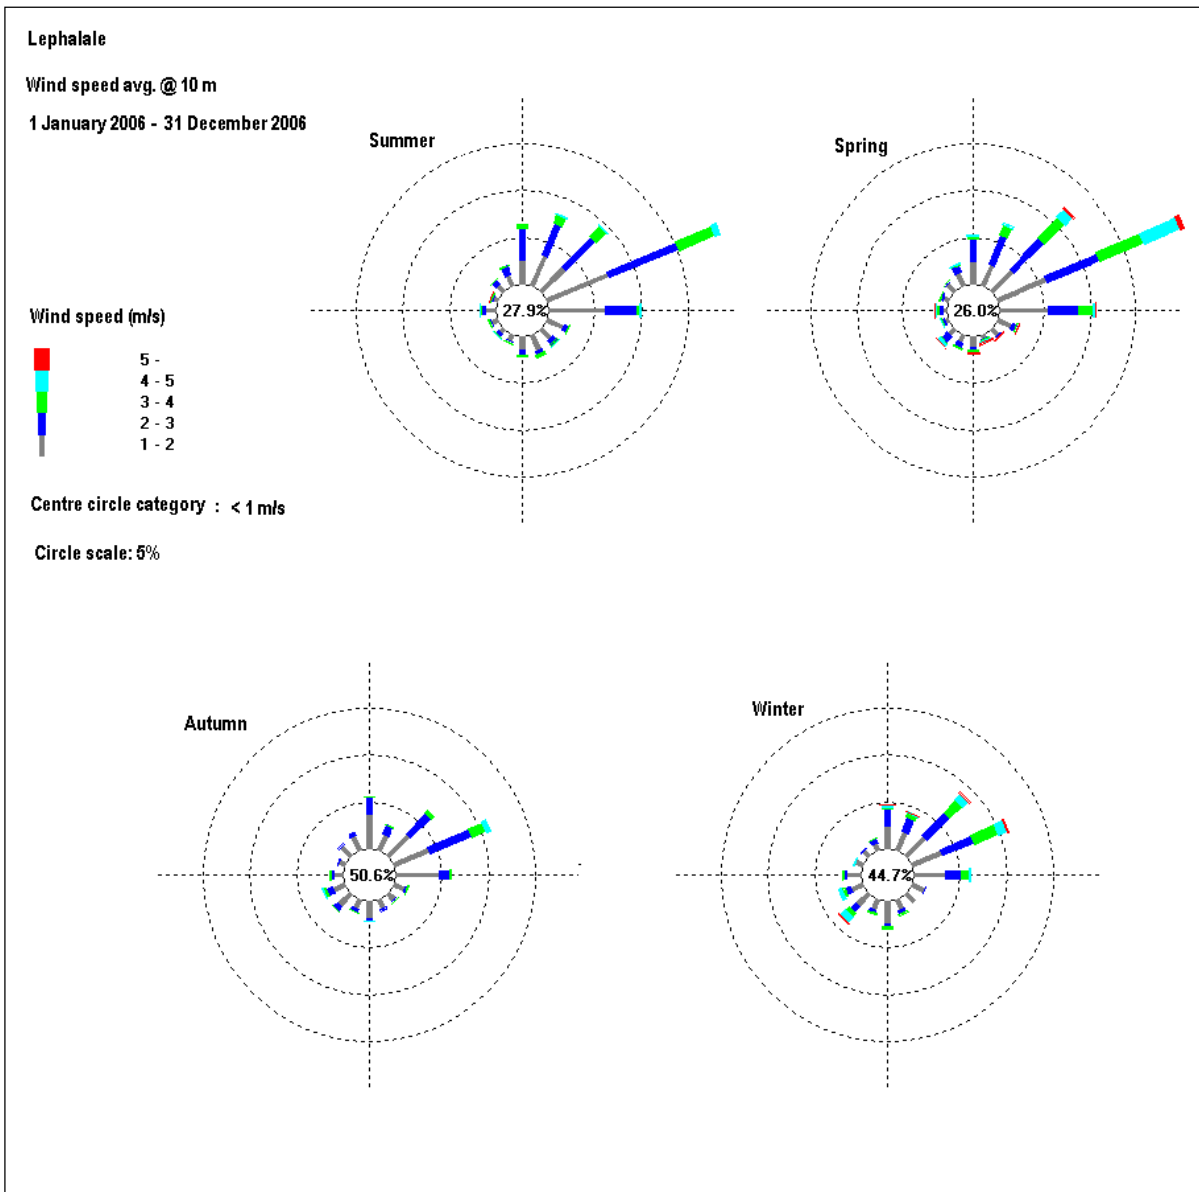 Lephalale
Wind speed avg. @ 10 m
1 January 2006 - 31 December 2006
Summer
Spring
27.9%
26.0%
Wind speed (m/s)
5 -
4 - 5
3 - 4
2 - 3
1 - 2
Centre circle category : < 1 m/s
Circle scale: 5%
Autumn
Winter
50.6%
44.7%